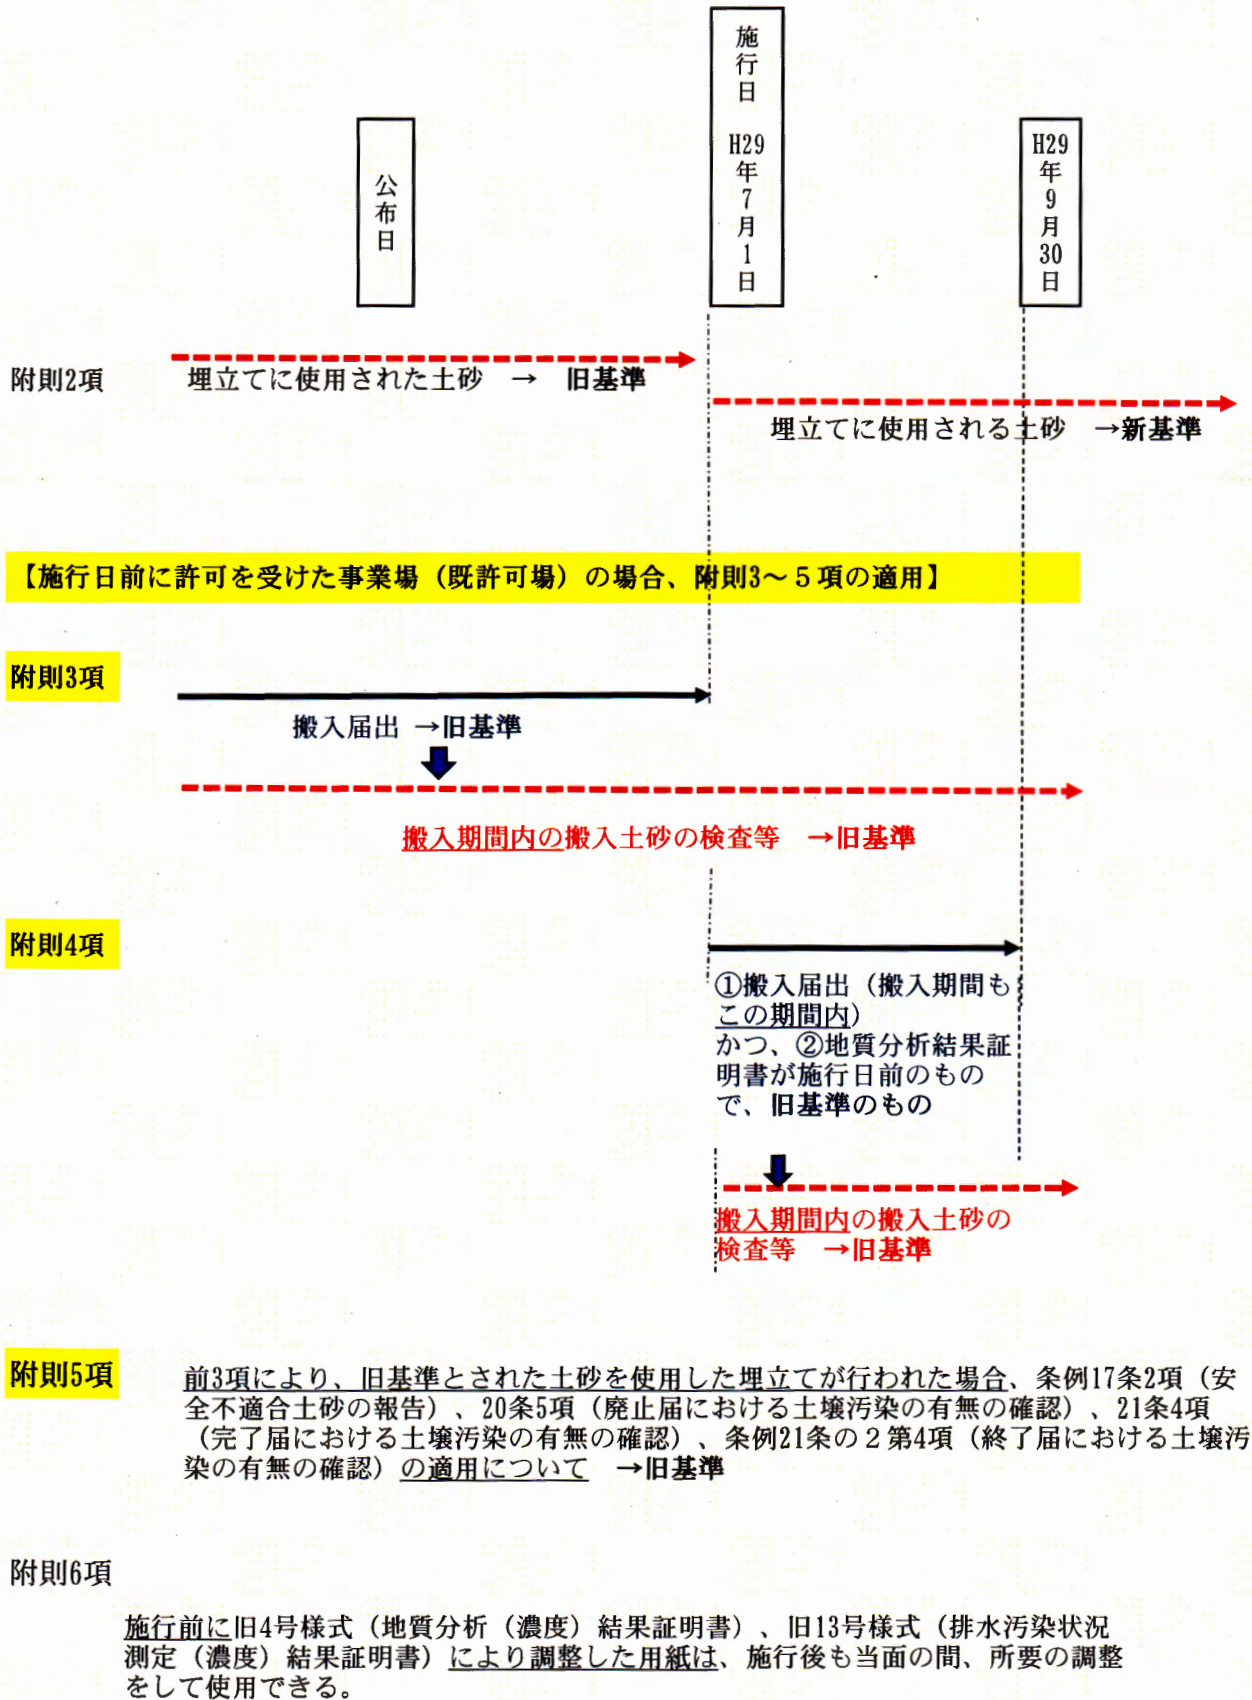 公布日
施行日 H29年7月1日
H29年9月30日
附則2項
埋立てに使用された土砂 → 旧基準
埋立てに使用される土砂 →新基準
【施行日前に許可を受けた事業場（既許可場）の場合、附則3～５項の適用】
附則3項
搬入届出 →旧基準
搬入期間内の搬入土砂の検査等 →旧基準
附則4項
①搬入届出（搬入期間も
この期間内）
かつ、②地質分析結果証
明書が施行日前のもの
で、旧基準のもの
搬入期間内の搬入土砂の
検査等 →旧基準
附則5項
前3項により、旧基準とされた土砂を使用した埋立てが行われた場合、条例17条2項（安
全不適合土砂の報告）、20条5項（廃止届における土壌汚染の有無の確認）、21条4項
（完了届における土壌汚染の有無の確認）、条例21条の２第4項（終了届における土壌汚
染の有無の確認）の適用について →旧基準
附則6項
施行前に旧4号様式（地質分析（濃度）結果証明書）、旧13号様式（排水汚染状況
測定（濃度）結果証明書）により調整した用紙は、施行後も当面の間、所要の調整
をして使用できる。